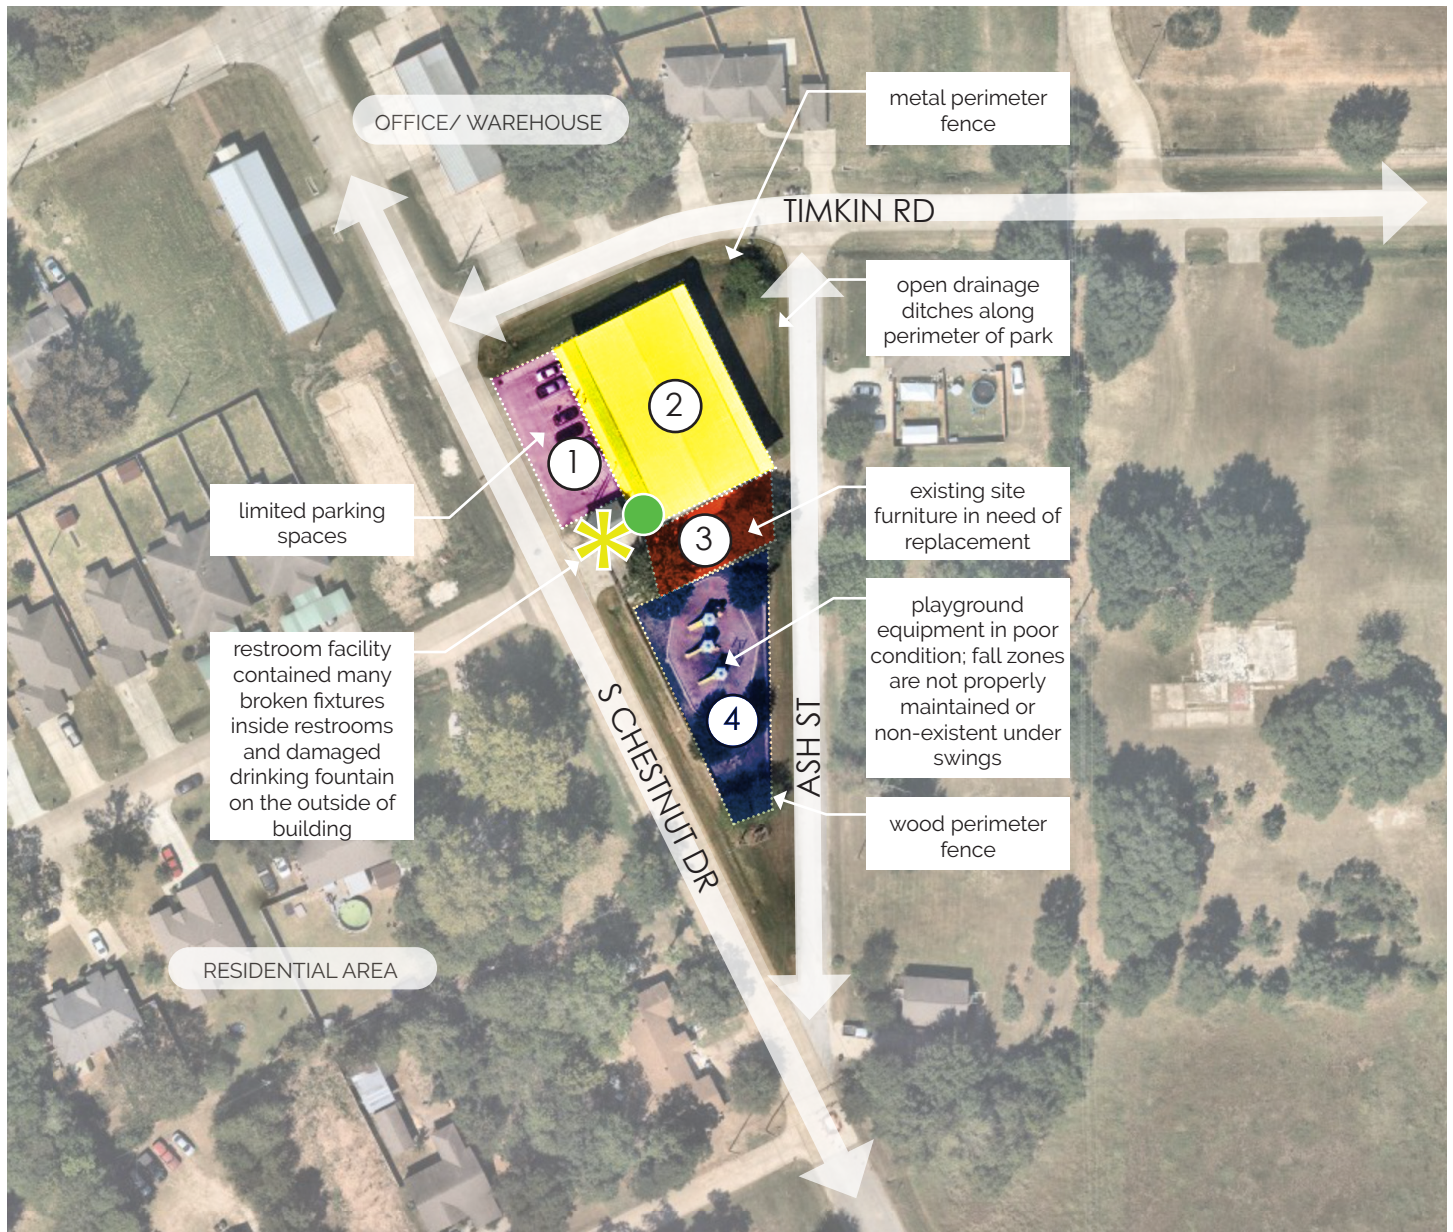 OFFICE/ WAREHOUSE
metal perimeter
fence
TIMKIN RD
open drainage
ditches along
perimeter of park
2
1
limited parking
spaces
existing site
furniture in need of
replacement
3
playground
equipment in poor
condition; fall zones
are not properly
maintained or
non-existent under
swings
restroom facility
contained many
broken fixtures
inside restrooms
and damaged
drinking fountain
on the outside of
building
4
S CHESTNUT DR
ASH ST
wood perimeter
fence
RESIDENTIAL AREA